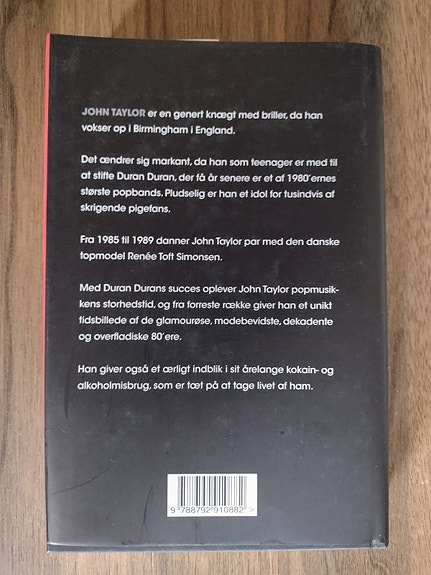 JOHN TAYLOR er en genert knægt med briller, da han
vokser op i Birmingham i England.
Det ændrer sig markant, da han som teenager er med til
at stifte Duran Duran, der få år senere er et af 1980'ernes
største popbands. Pludselig er han et idol for tusindvis af
skrigende pigefans.
Fra 1985 til 1989 danner John Taylor par med den danske
topmodel Renée Toft Simonsen.
Med Duran Durans succes oplever John Taylor popmusik-
kens storhedstid, og fra forreste række giver han et unikt
tidsbillede af de glamourøse, modebevidste, dekadente
og overfladiske 80'ere.
Han giver også et ærligt indblik i sit årelange kokain- og
alkoholmisbrug, som er tæt på at tage livet af ham.
9 788792 910882 >